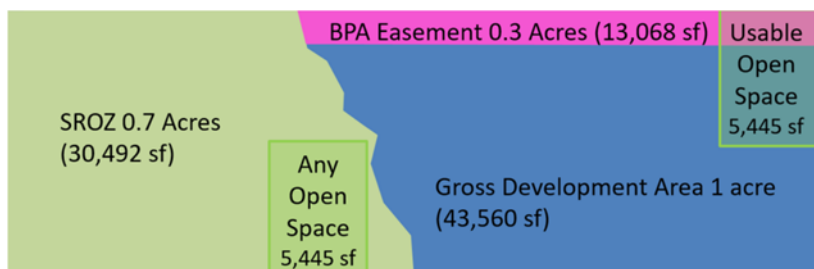 BPA Easement 0.3 Acres (13,068 sf)
Usable
Open
Space
5,445 sf
SROZ 0.7 Acres
(30,492 sf)
Any
Open
Space
5,445 sf
Gross Development Area 1 acre
(43,560 sf)